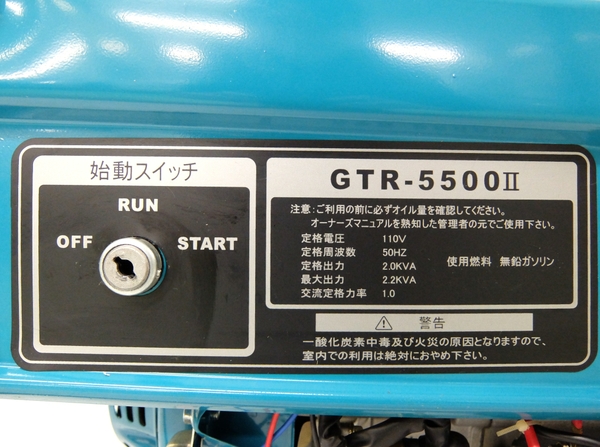 始動スイッチ
RUN
OFF
START
GTR-5500Ⅱ
注意:ご利用の前に必ずオイル量を確認してください。
オーナーズマニュアルを熟知した管理者の元でご使用下さい。
定格電圧 110V
定格周波数 50HZ
定格出力 2.0KVA
最大出力 2.2KVA
交流定格力率 1.0
使用燃料 無鉛ガソリン
⚠ 警告
一酸化炭素中毒及び火災の原因となりますので、
室内での利用は絶対におやめ下さい。